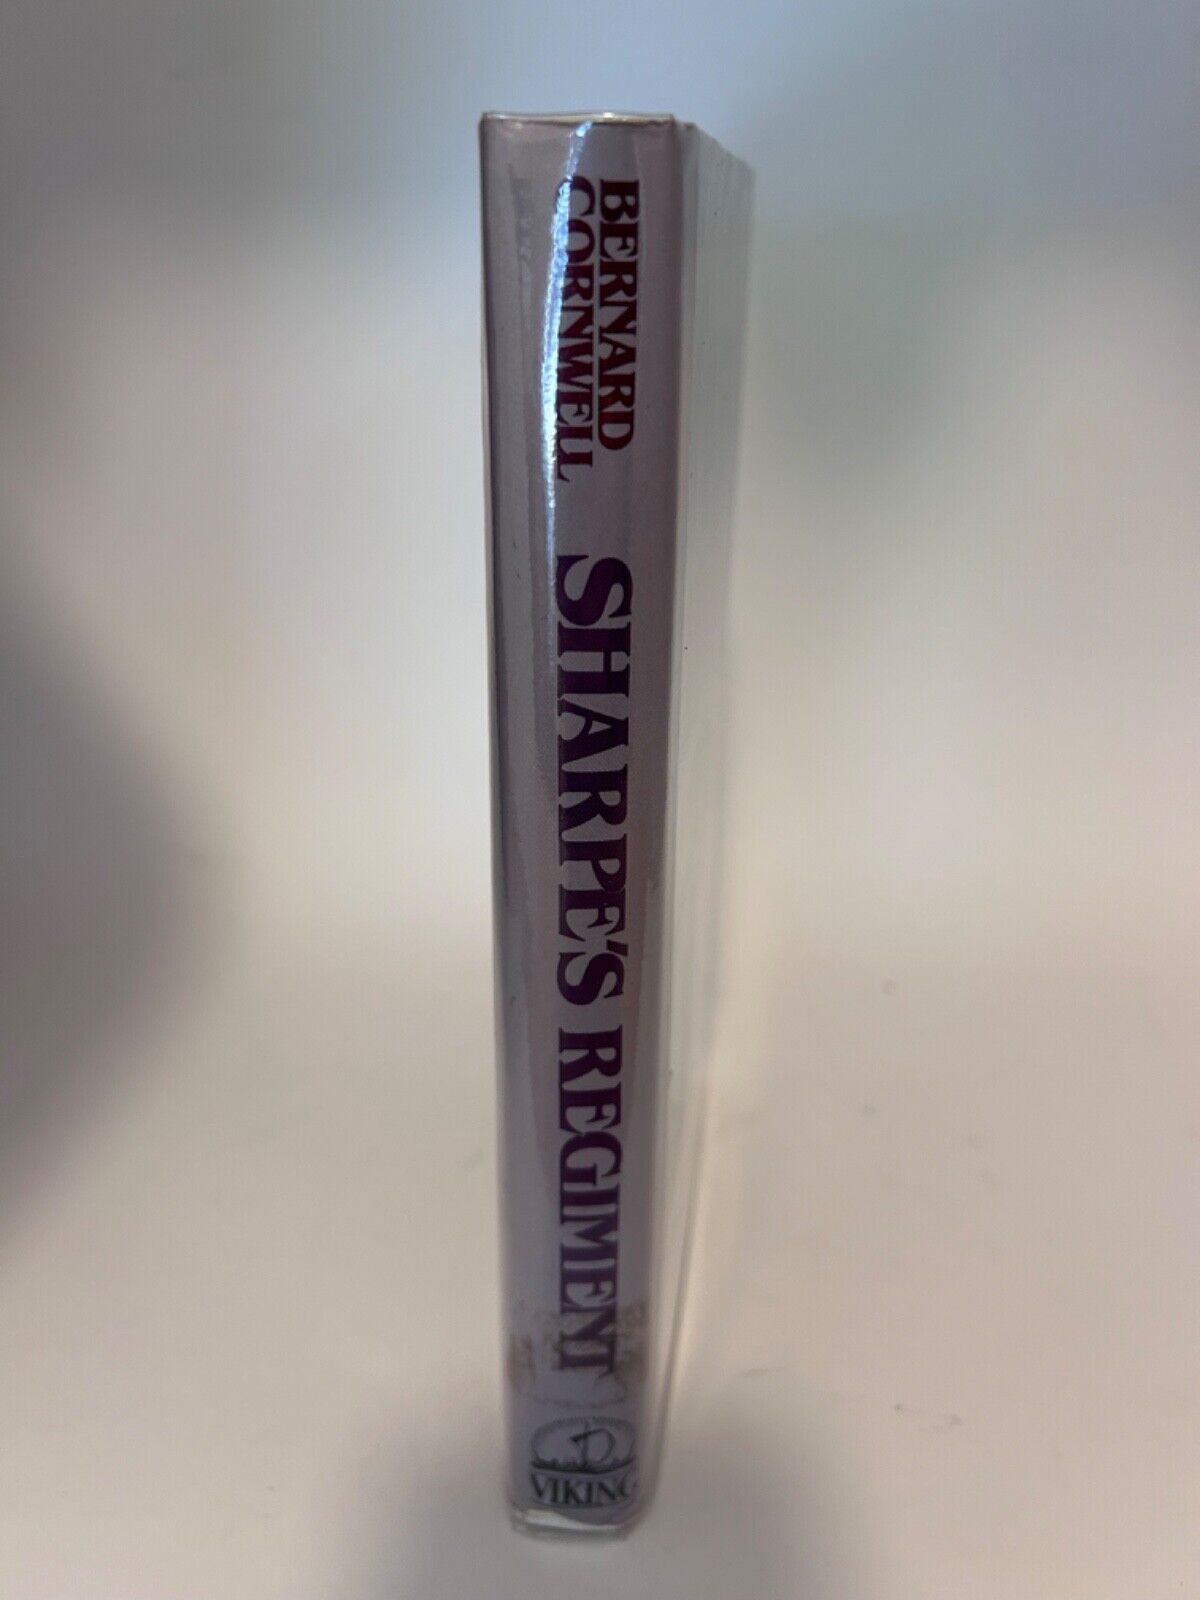 BERNARD
CORNWELL
SHARPE'S REGIMENT
VIKING